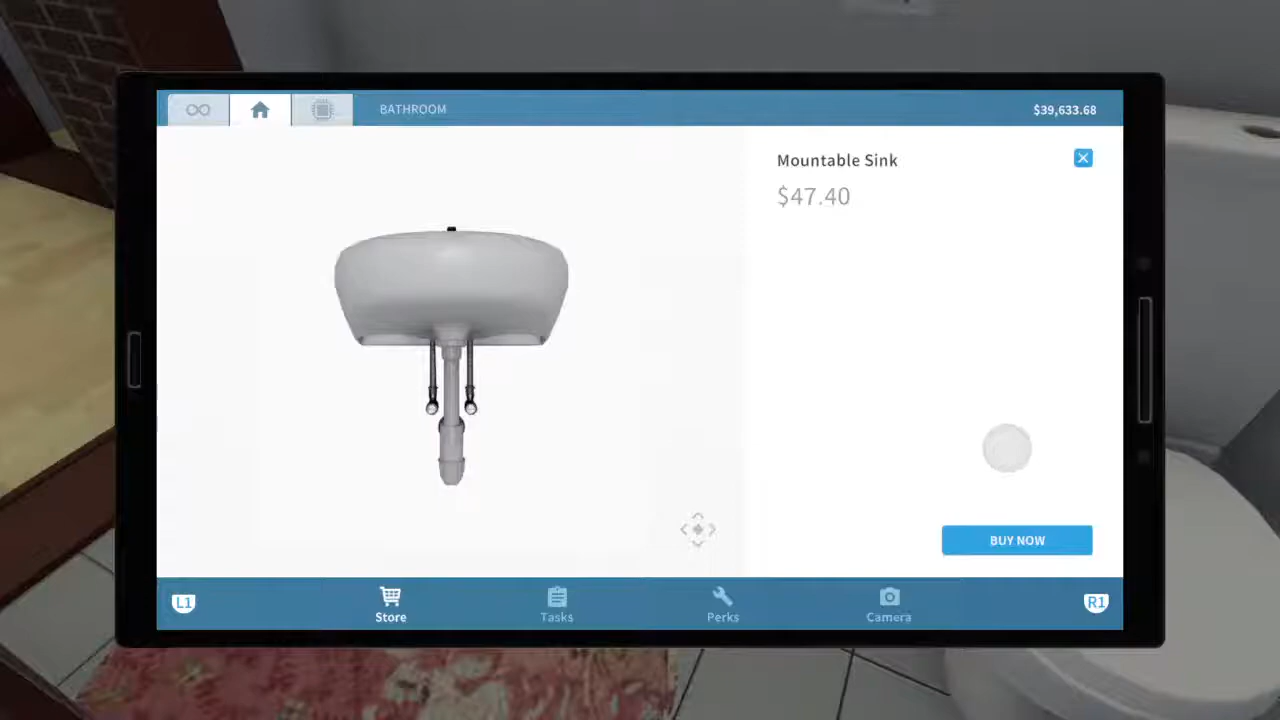 BATHROOM
$39,633.68
Mountable Sink
$47.40
BUY NOW
L1
Store
Tasks
Perks
Camera
R1